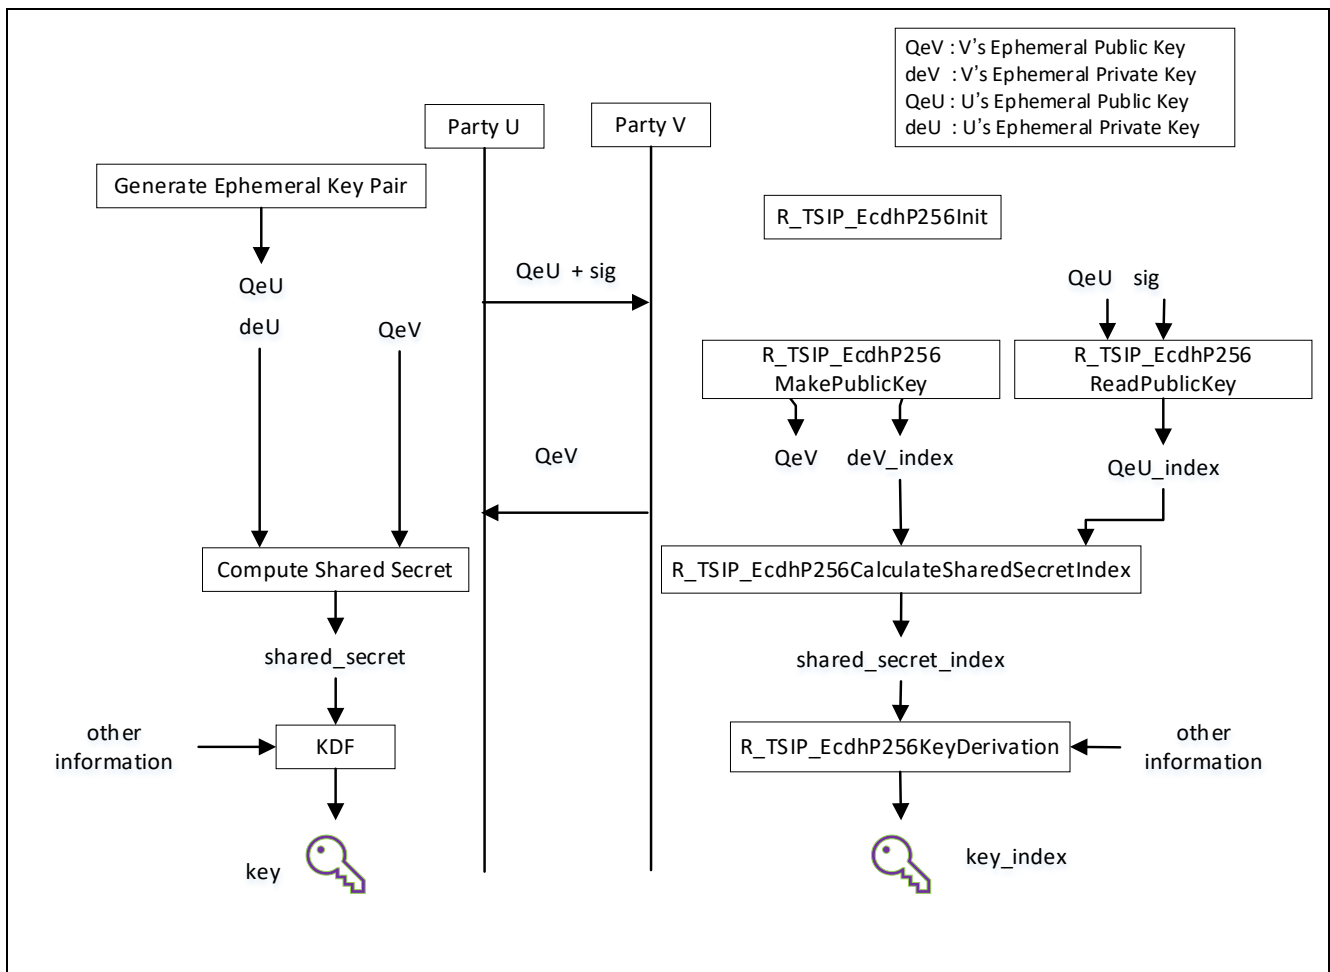 QeV : V's Ephemeral Public Key
deV : V's Ephemeral Private Key
QeU : U's Ephemeral Public Key
deU : U's Ephemeral Private Key
Party U
Party V
Generate Ephemeral Key Pair
R_TSIP_EcdhP256Init
QeU + sig
QeU
sig
QeU
deU
QeV
R_TSIP_EcdhP256
MakePublicKey
R_TSIP_EcdhP256
ReadPublicKey
QeV
QeV
deV_index
QeU_index
Compute Shared Secret
R_TSIP_EcdhP256CalculateSharedSecretIndex
shared_secret
shared_secret_index
other
information
KDF
R_TSIP_EcdhP256KeyDerivation
other
information
key
key_index